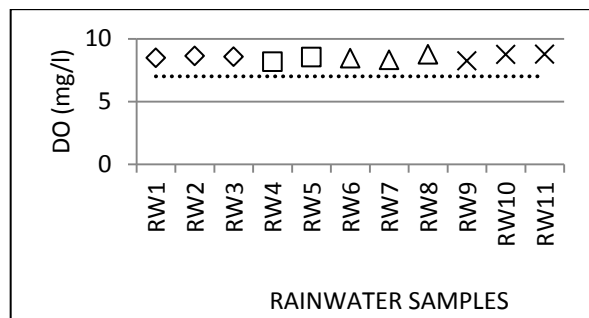 DO (mg/l)
10
5
0
RW1
RW2
RW3
RW4
RW5
RW6
RW7
RW8
RW9
RW10
RW11
RAINWATER SAMPLES